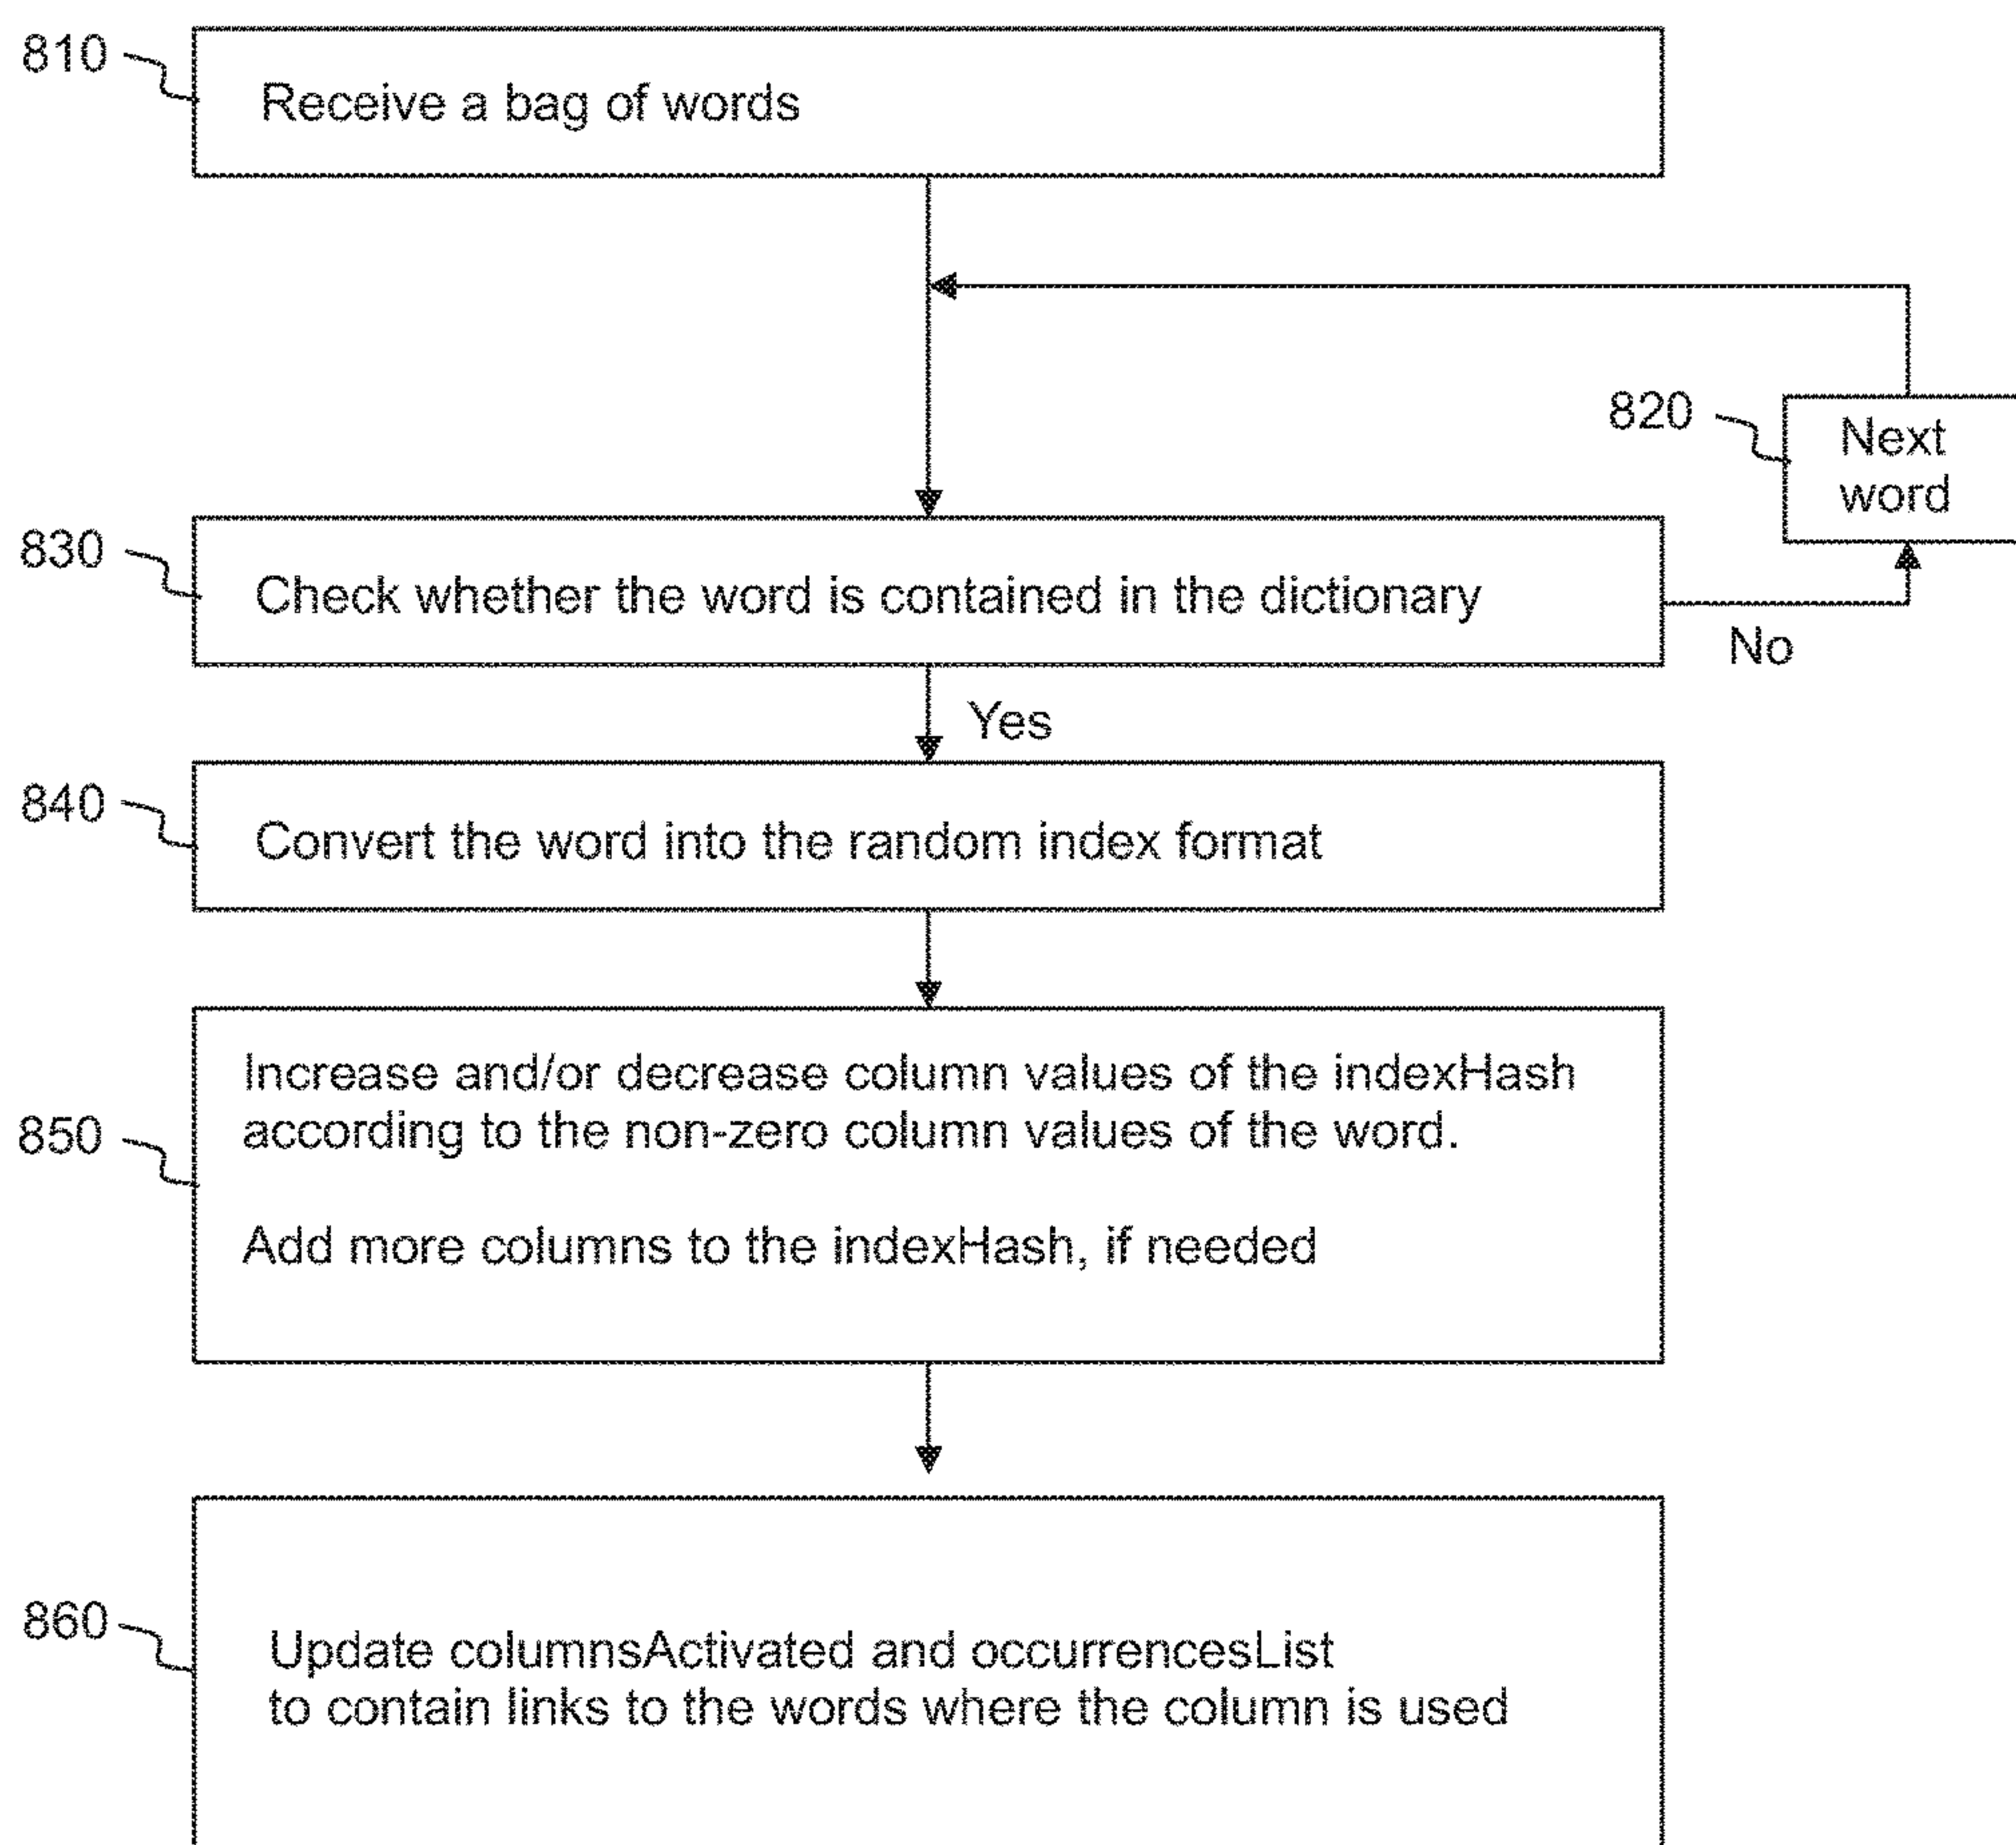 810
Receive a bag of words
820
Next
word
830
Check whether the word is contained in the dictionary
No
Yes
840
Convert the word into the random index format
850
Increase and/or decrease column values of the indexHash
according to the non-zero column values of the word.
Add more columns to the indexHash, if needed
860
Update columnsActivated and occurrencesList
to contain links to the words where the column is used